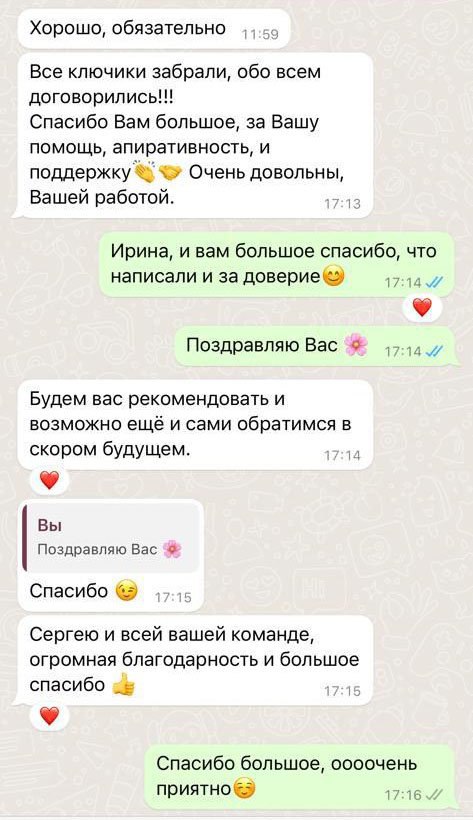 Хорошо, обязательно 11:59
Все ключики забрали, обо всем
договорились!!!
Спасибо Вам большое, за Вашу
помощь, апиративность, и
поддержку👏🤝 Очень довольны,
Вашей работой. 17:13
Ирина, и вам большое спасибо, что
написали и за доверие😊 17:14
❤️
Поздравляю Вас 🌸 17:14
Будем вас рекомендовать и
возможно ещё и сами обратимся в
скором будущем. 17:14
❤️
Вы
Поздравляю Вас 🌸
Спасибо 😉 17:15
Сергею и всей вашей команде,
огромная благодарность и большое
спасибо 👍 17:15
❤️
Спасибо большое, оооочень
приятно☺️ 17:16